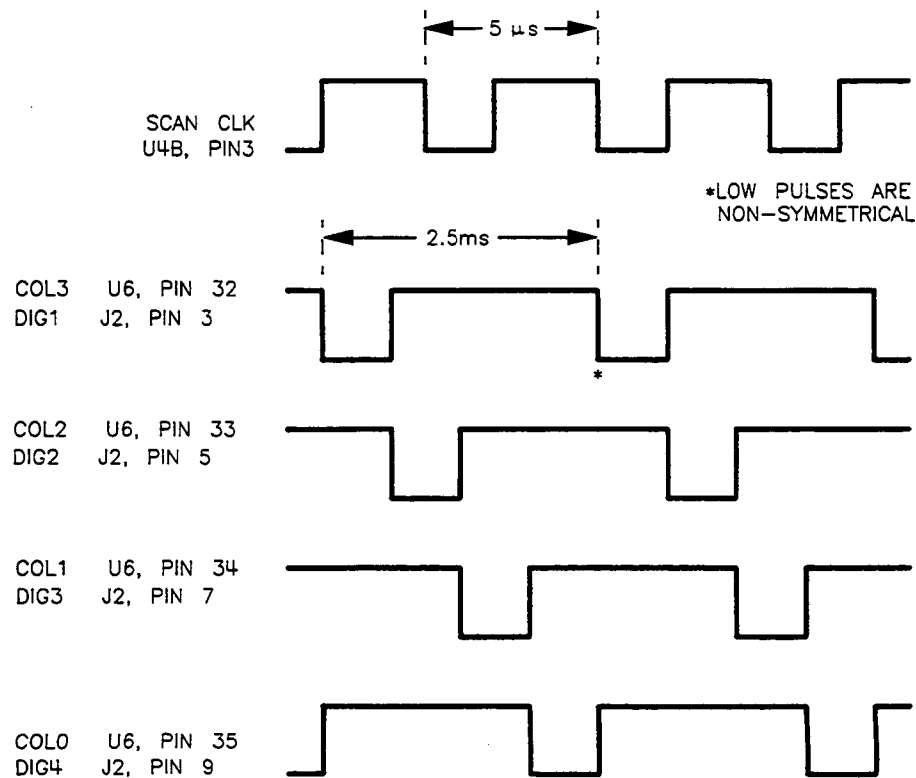 5 μs
SCAN CLK
U4B, PIN3
*LOW PULSES ARE
NON-SYMMETRICAL
2.5ms
COL3 U6, PIN 32
DIG1 J2, PIN 3
*
COL2 U6, PIN 33
DIG2 J2, PIN 5
COL1 U6, PIN 34
DIG3 J2, PIN 7
COL0 U6, PIN 35
DIG4 J2, PIN 9